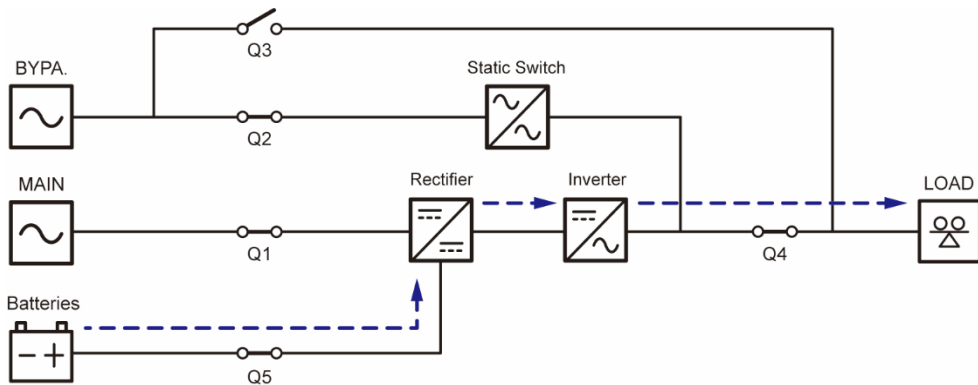 Q3
BYPA.
Static Switch
Q2
MAIN
Rectifier
Inverter
LOAD
Q1
Q4
Batteries
Q5